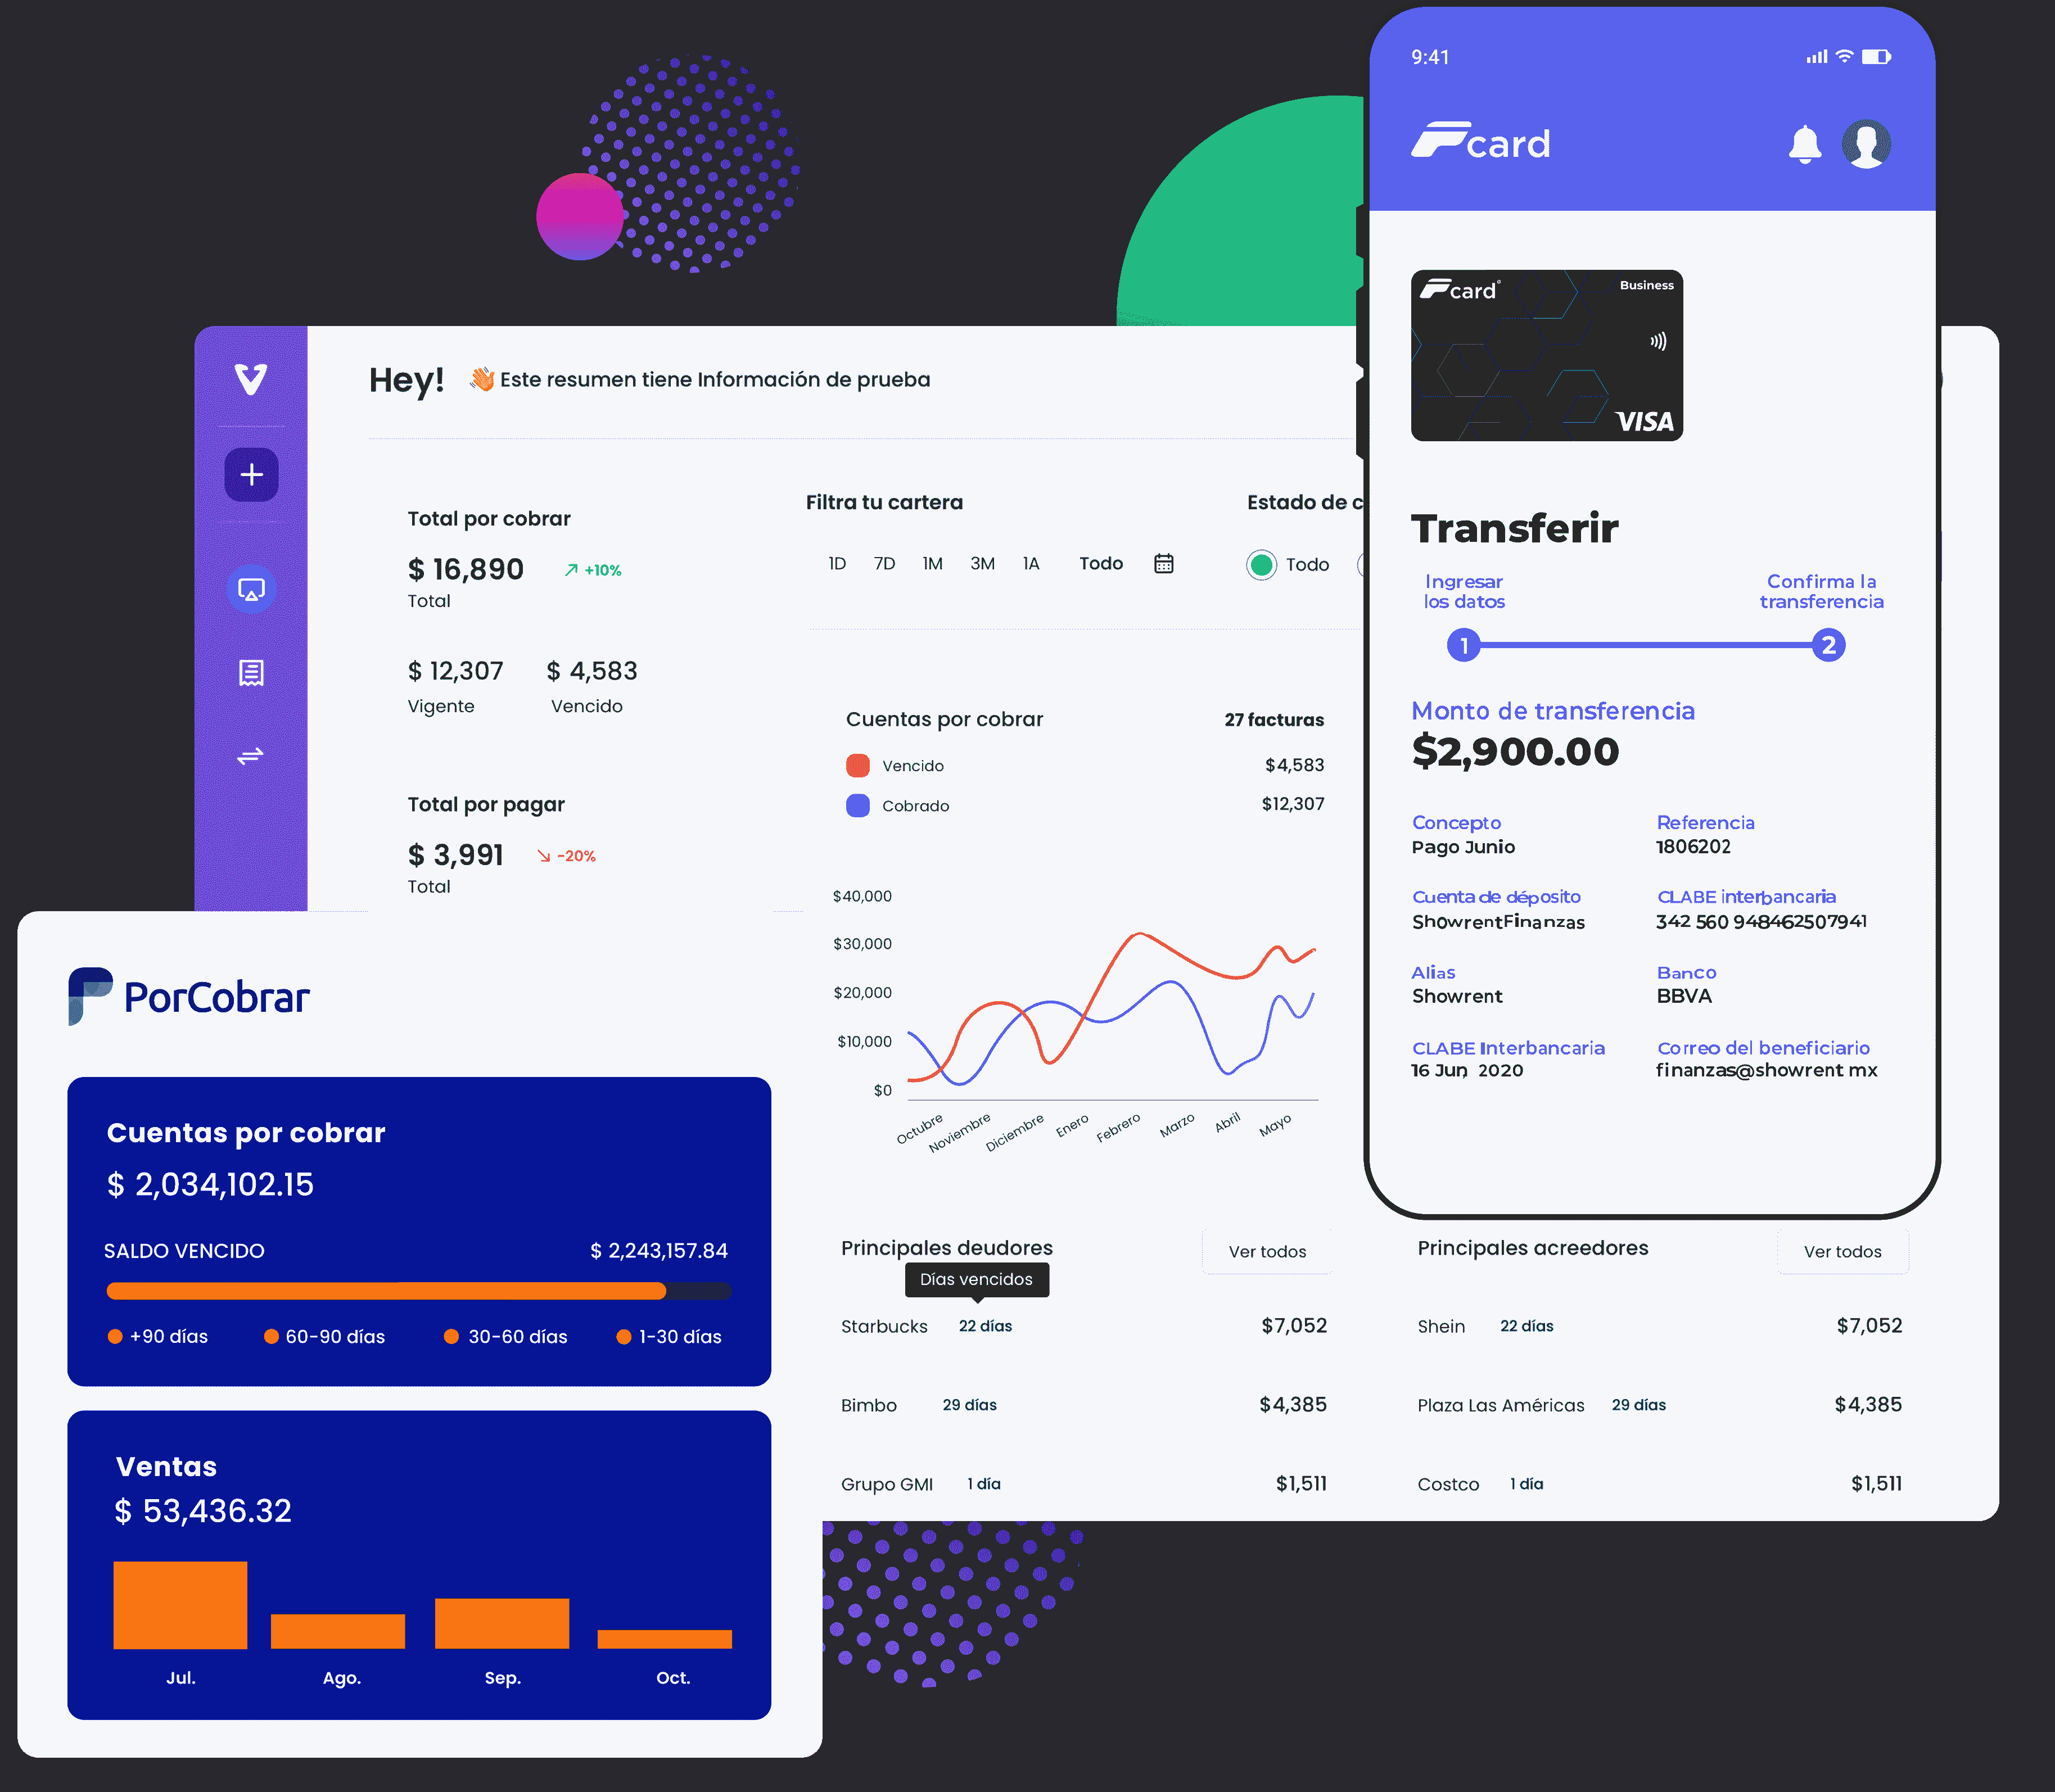 9:41
Fcard
Fcard
Business
VISA
Transferir
Ingresar los datos
Confirma la transferencia
1
2
Monto de transferencia
$2,900.00
Concepto
Pago Junio
Referencia
1806202
Cuenta de déposito
ShowrentFinanzas
CLABE interbancaria
342 560 948462507941
Alias
Showrent
Banco
BBVA
CLABE Interbancaria
16 Jun, 2020
Correo del beneficiario
finanzas@showrent mx
Hey!
👋 Este resumen tiene Información de prueba
Total por cobrar
$ 16,890
+10%
Total
$ 12,307
$ 4,583
Vigente
Vencido
Total por pagar
$ 3,991
-20%
Total
Filtra tu cartera
1D 7D 1M 3M 1A Todo
Estado de c
Todo
Cuentas por cobrar
27 facturas
Vencido
$4,583
Cobrado
$12,307
$40,000
$30,000
$20,000
$10,000
$0
Octubre
Noviembre
Diciembre
Enero
Febrero
Marzo
Abril
Mayo
Principales deudores
Ver todos
Días vencidos
Starbucks 22 días $7,052
Bimbo 29 días $4,385
Grupo GMI 1 día $1,511
Principales acreedores
Ver todos
Shein 22 días $7,052
Plaza Las Américas 29 días $4,385
Costco 1 día $1,511
PorCobrar
Cuentas por cobrar
$ 2,034,102.15
SALDO VENCIDO
$ 2,243,157.84
+90 días
60-90 días
30-60 días
1-30 días
Ventas
$ 53,436.32
Jul.
Ago.
Sep.
Oct.